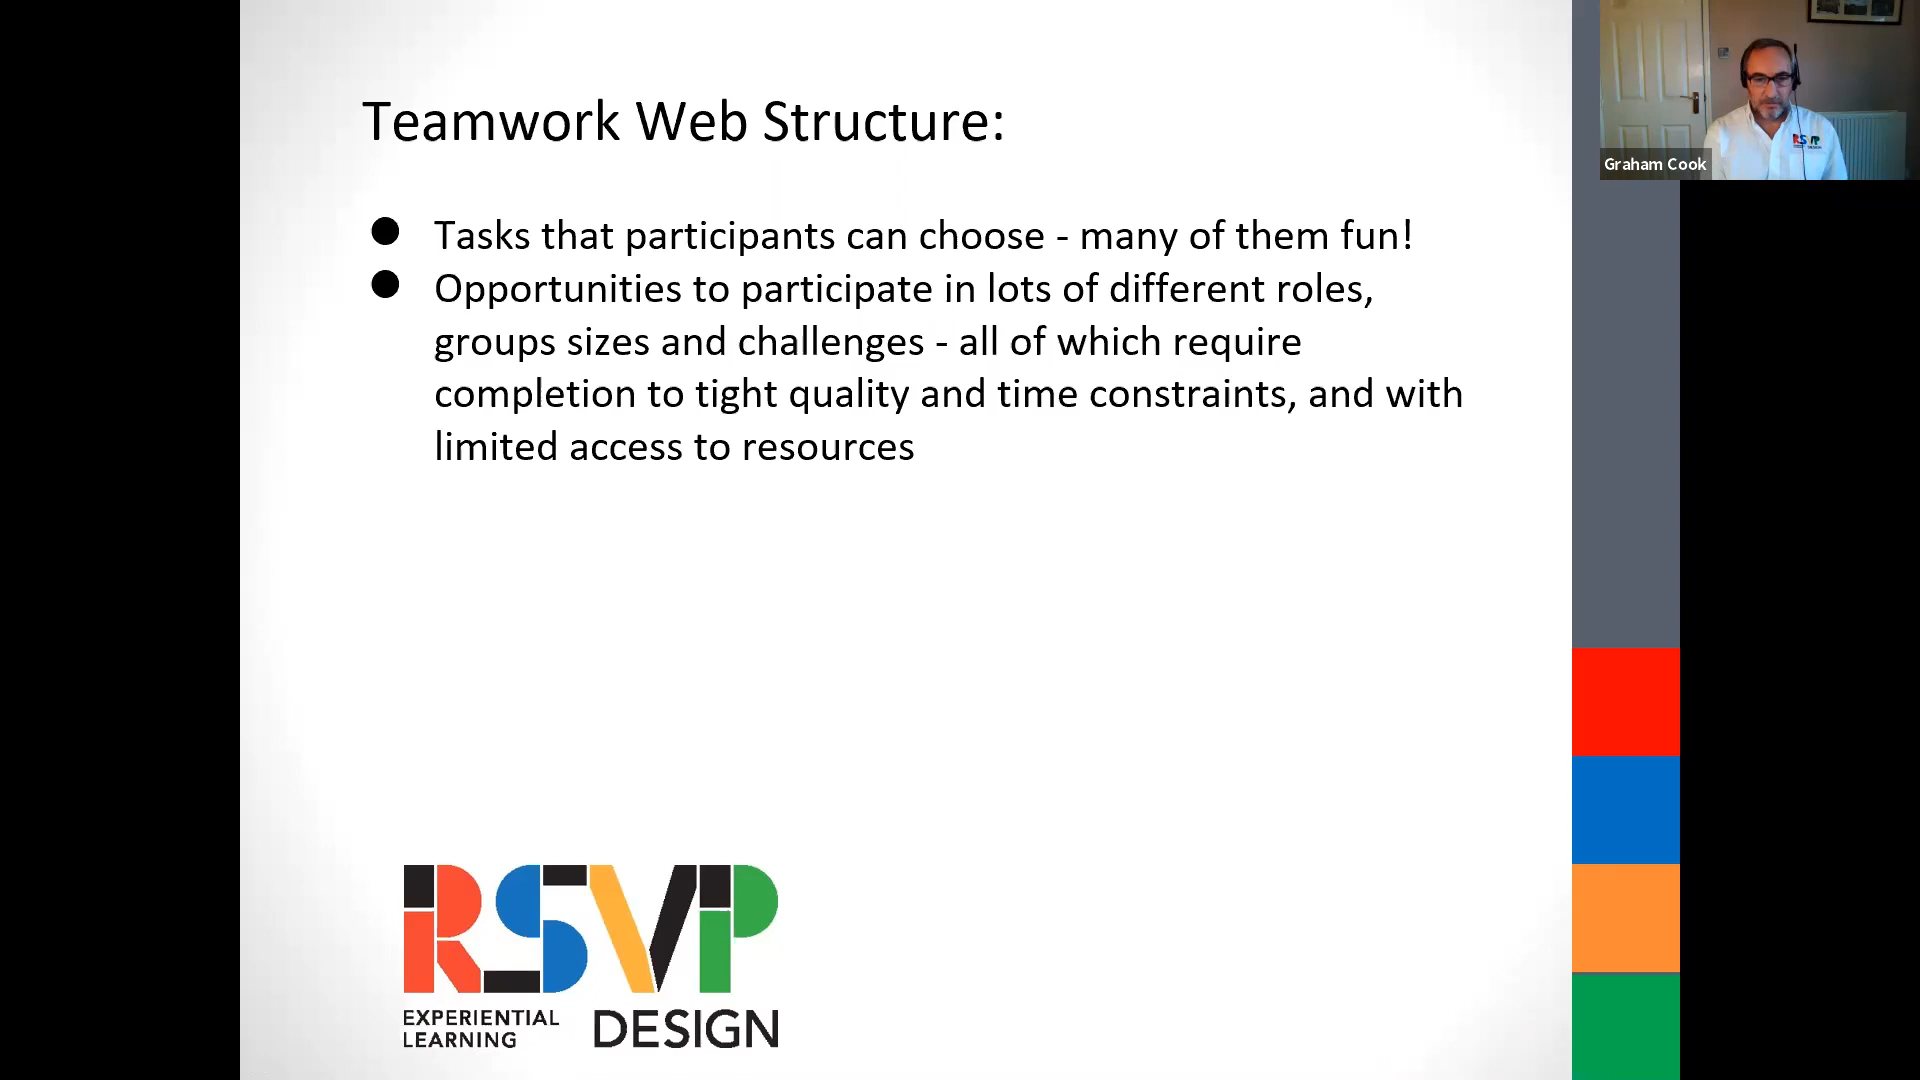 Teamwork Web Structure:
Tasks that participants can choose - many of them fun!
Opportunities to participate in lots of different roles,
groups sizes and challenges - all of which require
completion to tight quality and time constraints, and with
limited access to resources
RSVP
EXPERIENTIAL
LEARNING
DESIGN
RSVP
DESIGN
Graham Cook